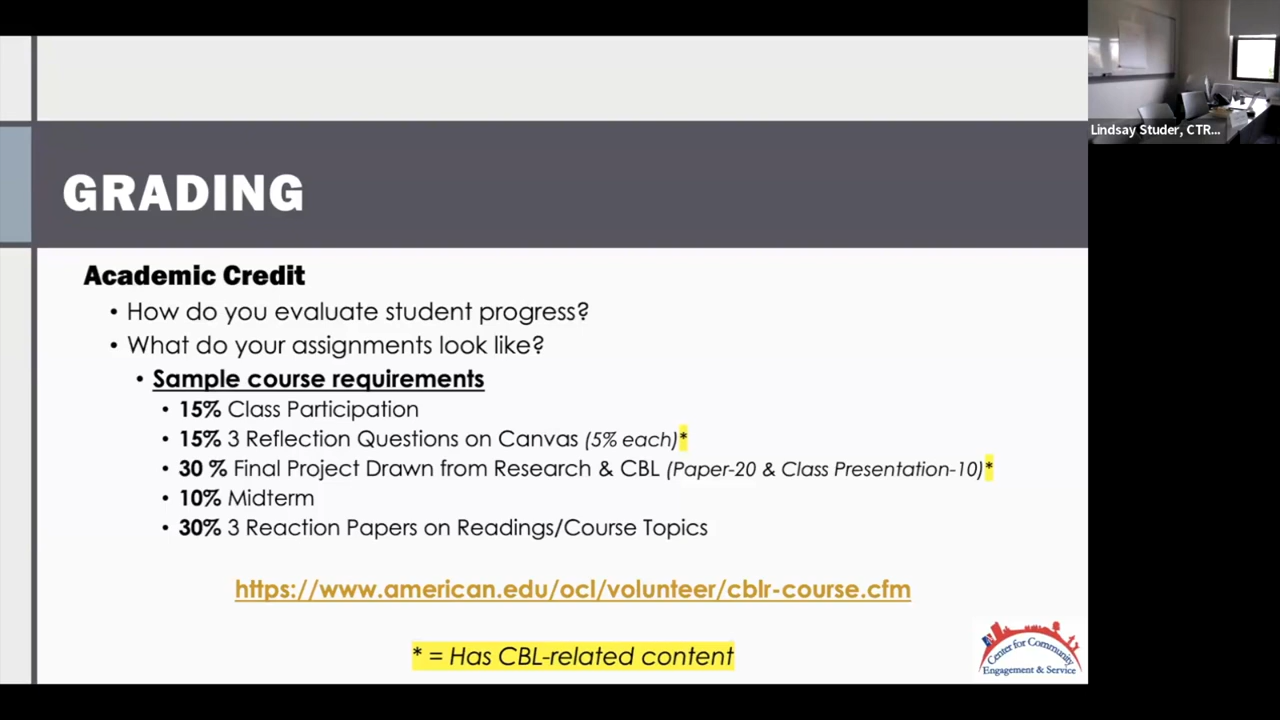 GRADING
Academic Credit
• How do you evaluate student progress?
• What do your assignments look like?
• Sample course requirements
• 15% Class Participation
• 15% 3 Reflection Questions on Canvas (5% each)*
• 30 % Final Project Drawn from Research & CBL (Paper-20 & Class Presentation-10)*
• 10% Midterm
• 30% 3 Reaction Papers on Readings/Course Topics
https://www.american.edu/ocl/volunteer/cblr-course.cfm
* = Has CBL-related content
Center for Community
Engagement & Service
Lindsay Studer, CTR...